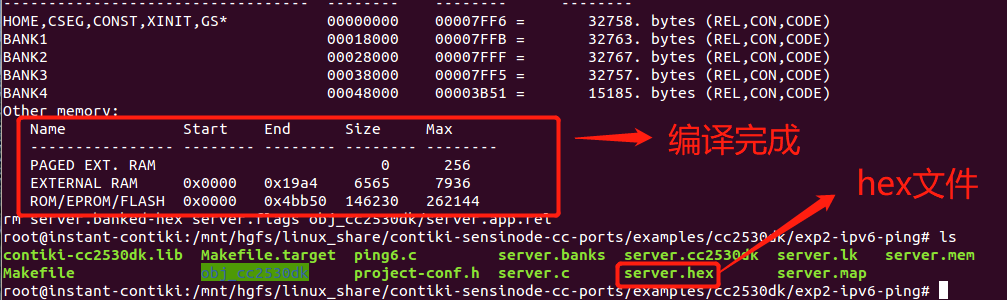 HOME,CSEG,CONST,XINIT,GS* 00000000 00007FF6 = 32758. bytes (REL,CON,CODE)
BANK1 00018000 00007FFB = 32763. bytes (REL,CON,CODE)
BANK2 00028000 00007FFF = 32767. bytes (REL,CON,CODE)
BANK3 00038000 00007FF5 = 32757. bytes (REL,CON,CODE)
BANK4 00048000 00003B51 = 15185. bytes (REL,CON,CODE)
Other memory:
Name Start End Size Max
---------------- -------- -------- -------- --------
PAGED EXT. RAM 0 256
EXTERNAL RAM 0x0000 0x19a4 6565 7936
ROM/EPROM/FLASH 0x0000 0x4bb50 146230 262144
编译完成
hex文件
rm server.banked-hex server.flags obj_cc2530dk/server.app.rel
root@instant-contiki:/mnt/hgfs/linux_share/contiki-sensinode-cc-ports/examples/cc2530dk/exp2-ipv6-ping# ls
contiki-cc2530dk.lib Makefile.target ping6.c server.banks server.cc2530dk server.lk server.mem
Makefile obj_cc2530dk project-conf.h server.c server.hex server.map
root@instant-contiki:/mnt/hgfs/linux_share/contiki-sensinode-cc-ports/examples/cc2530dk/exp2-ipv6-ping#